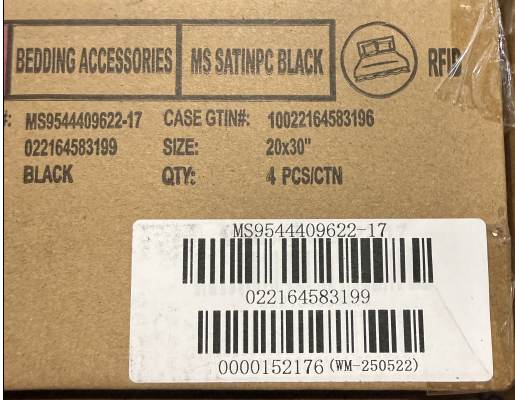 BEDDING ACCESSORIES MS SATINPC BLACK RFID
#: MS9544409622-17 CASE GTIN#: 10022164583196
022164583199 SIZE: 20x30"
BLACK QTY: 4 PCS/CTN
MS9544409622-17
022164583199
0000152176 (WM-250522)